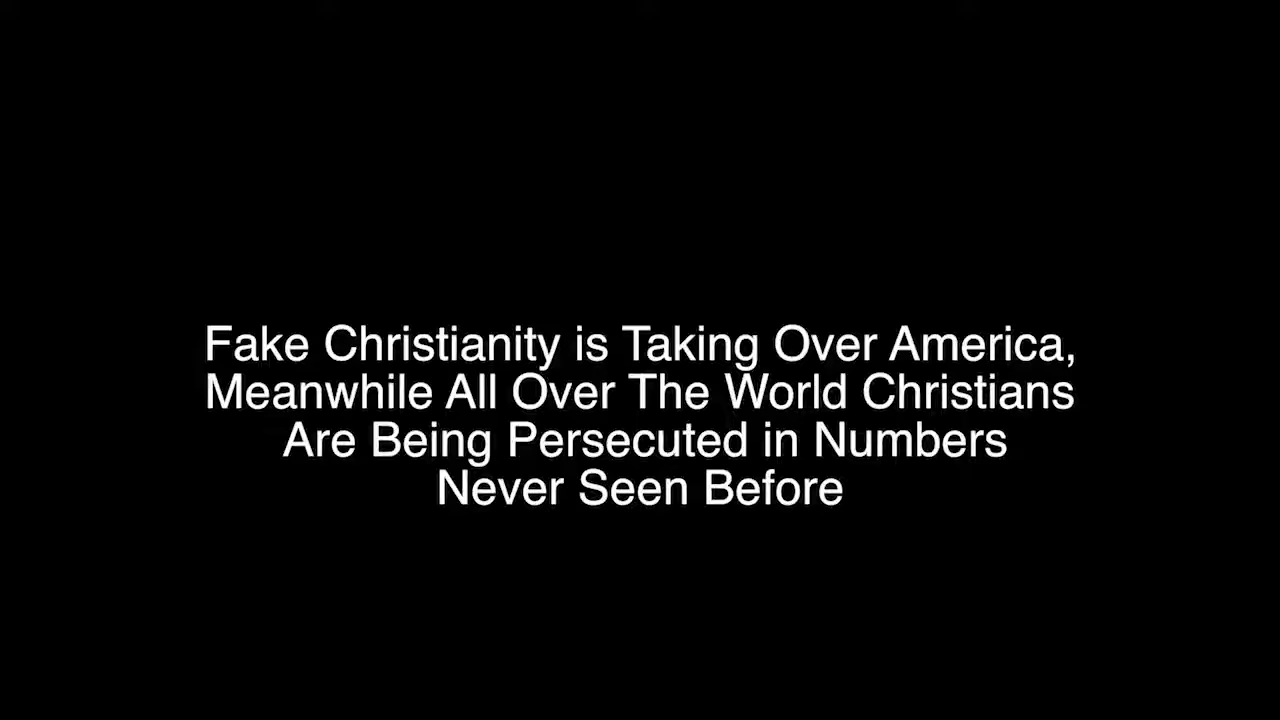 Fake Christianity is Taking Over America,
Meanwhile All Over The World Christians
Are Being Persecuted in Numbers
Never Seen Before